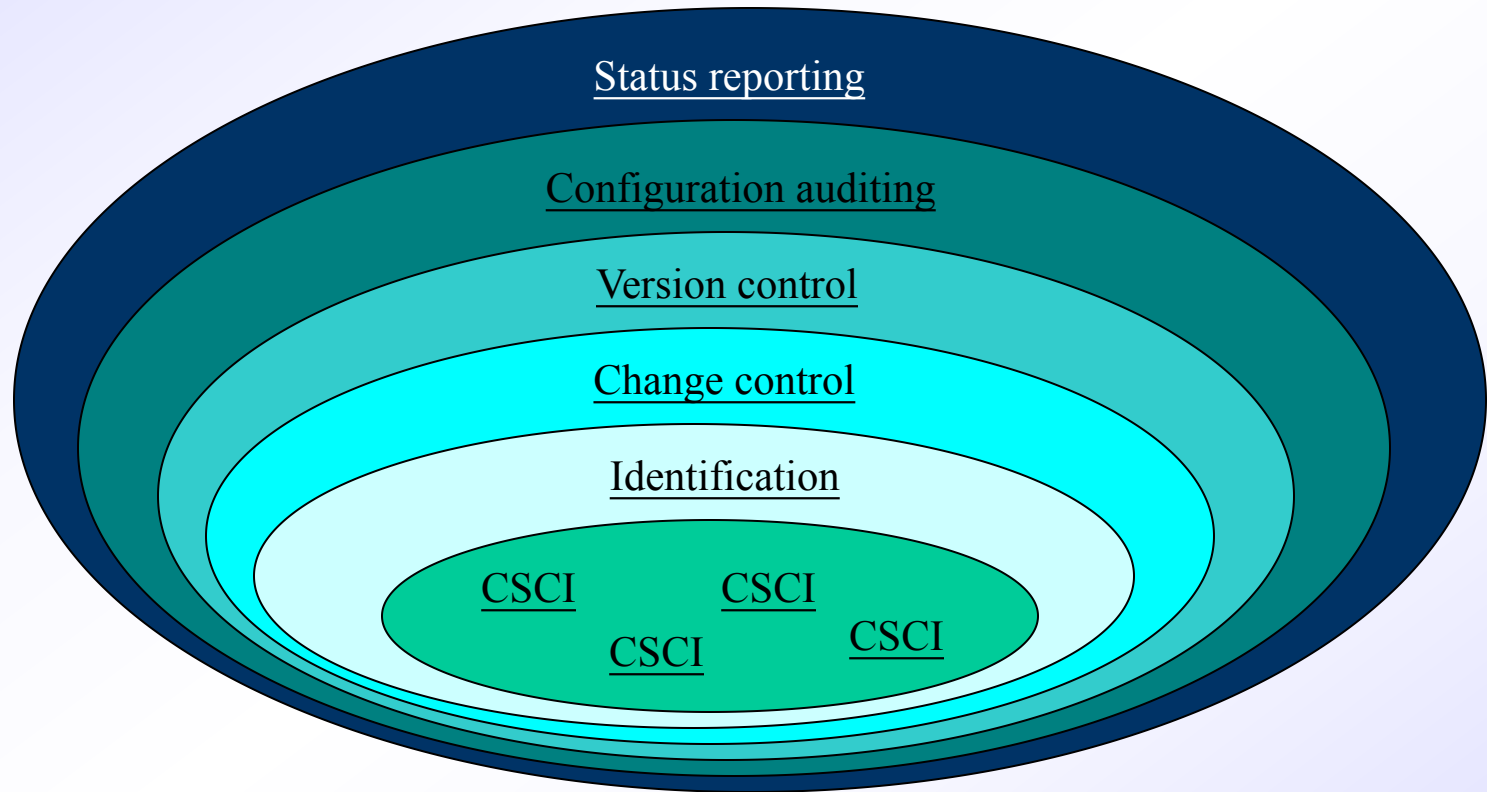 Status reporting
Configuration auditing
Version control
Change control
Identification
CSCI
CSCI
CSCI
CSCI